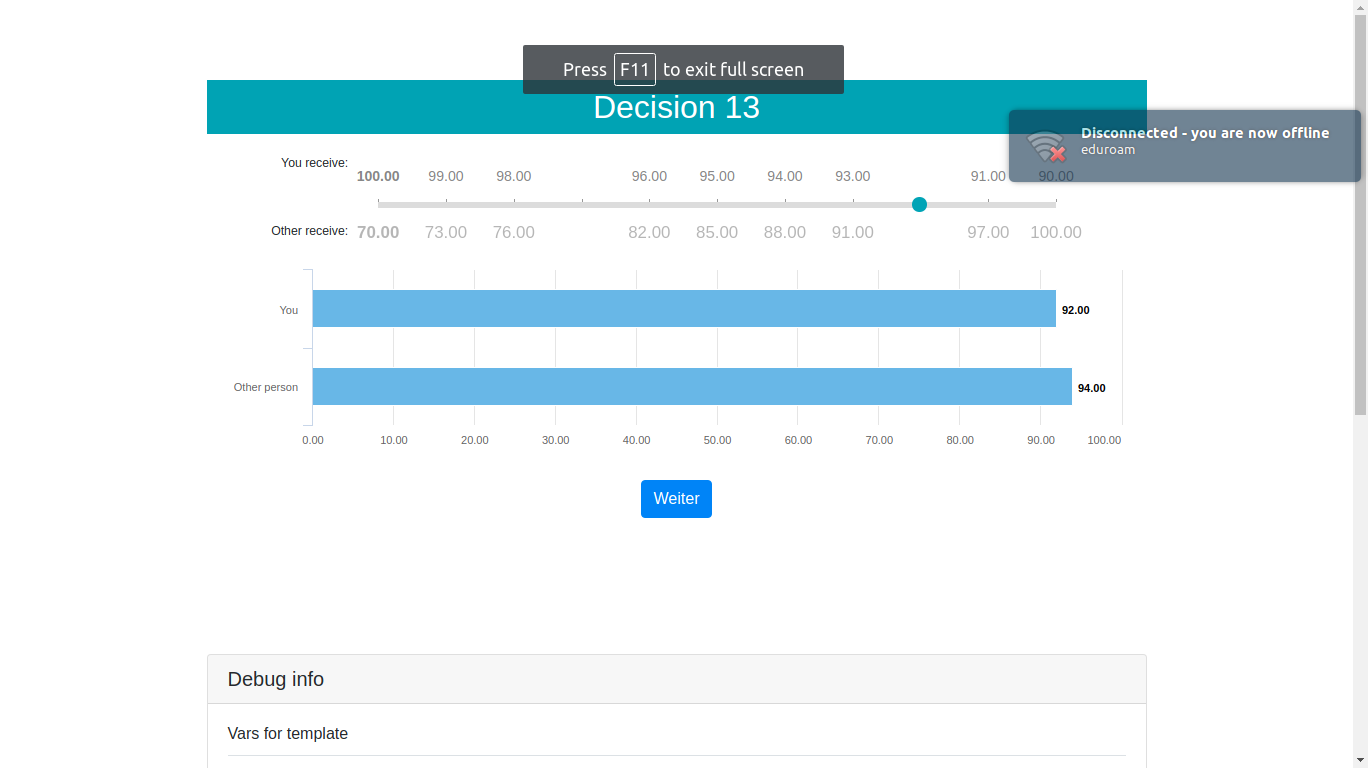 Press F11 to exit full screen
Decision 13
Disconnected - you are now offline
eduroam
You receive:
100.00 99.00 98.00 96.00 95.00 94.00 93.00 91.00 90.00
Other receive:
70.00 73.00 76.00 82.00 85.00 88.00 91.00 97.00 100.00
You
92.00
Other person
94.00
0.00 10.00 20.00 30.00 40.00 50.00 60.00 70.00 80.00 90.00 100.00
Weiter
Debug info
Vars for template